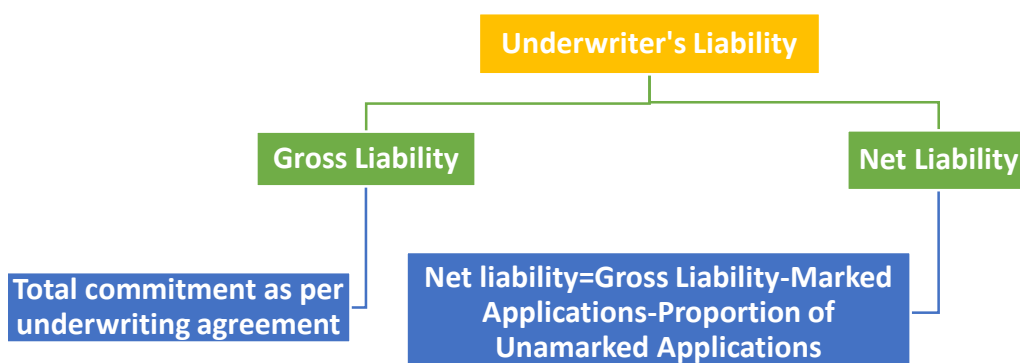 Underwriter's Liability
Gross Liability
Net Liability
Total commitment as per
underwriting agreement
Net liability=Gross Liability-Marked
Applications-Proportion of
Unamarked Applications